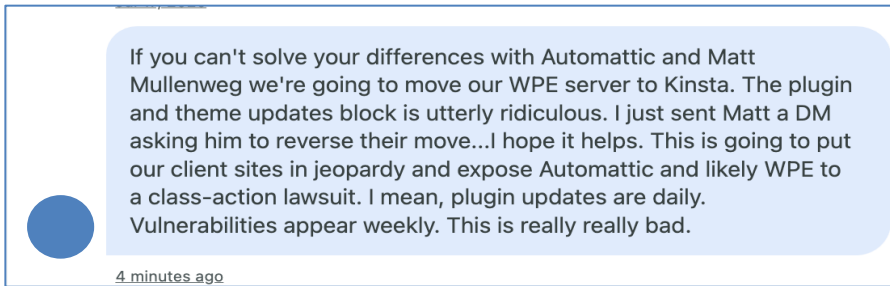 If you can't solve your differences with Automattic and Matt
Mullenweg we're going to move our WPE server to Kinsta. The plugin
and theme updates block is utterly ridiculous. I just sent Matt a DM
asking him to reverse their move...I hope it helps. This is going to put
our client sites in jeopardy and expose Automattic and likely WPE to
a class-action lawsuit. I mean, plugin updates are daily.
Vulnerabilities appear weekly. This is really really bad.
4 minutes ago